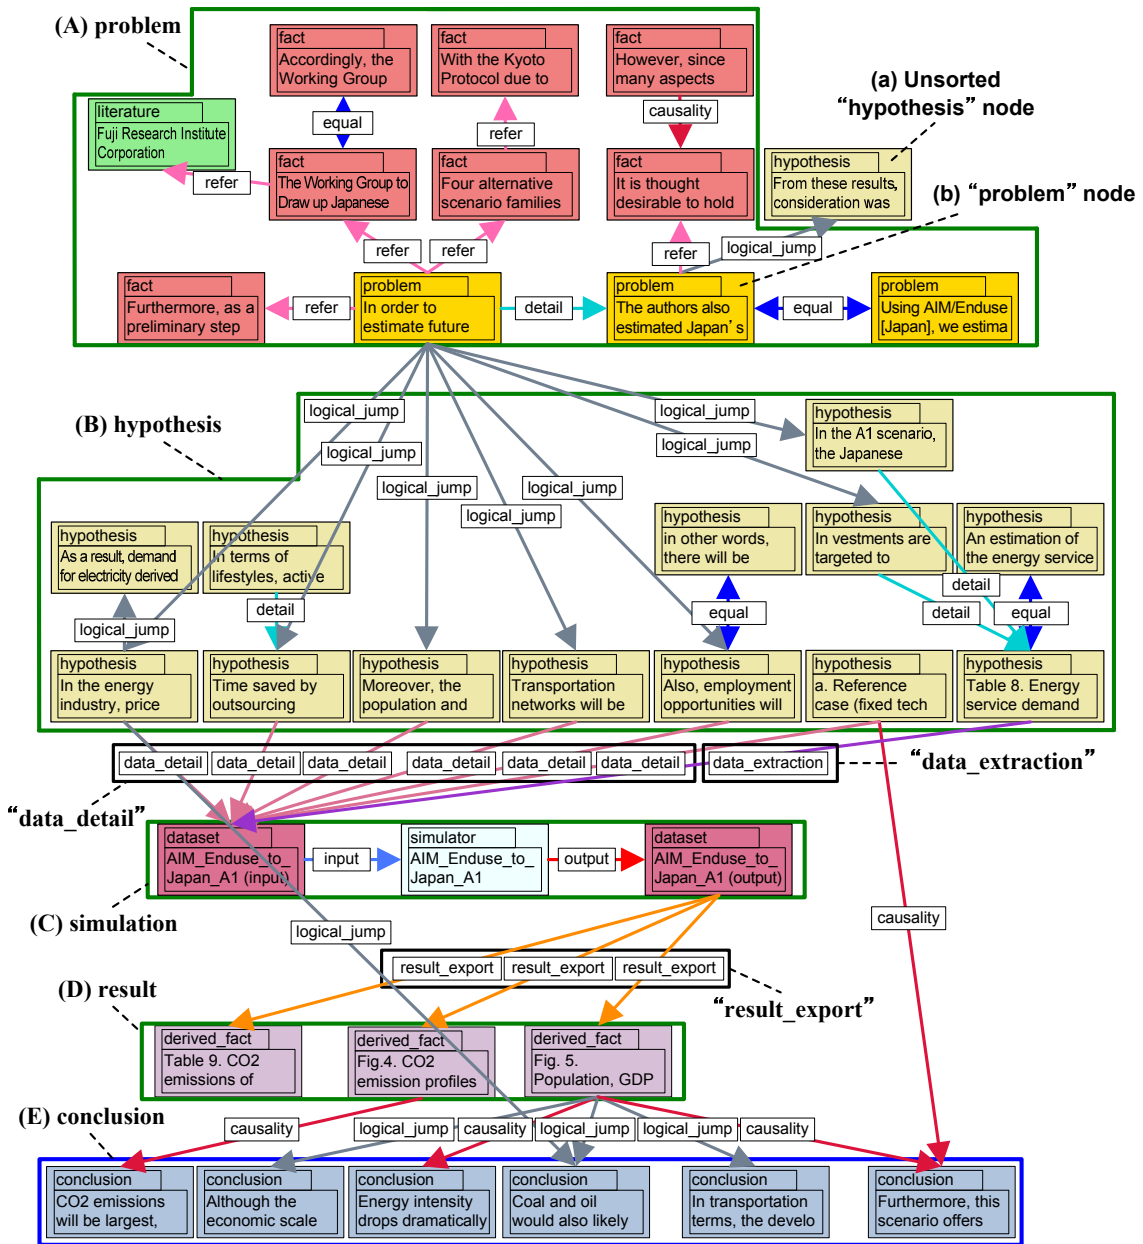 (A) problem
fact
Accordingly, the
Working Group
fact
With the Kyoto
Protocol due to
fact
However, since
many aspects
(a) Unsorted
“hypothesis” node
literature
Fuji Research Institute
Corporation
equal
refer
causality
refer
fact
The Working Group to
Draw up Japanese
fact
Four alternative
scenario families
fact
It is thought
desirable to hold
hypothesis
From these results,
consideration was
(b) “problem” node
refer
refer
refer
logical_jump
fact
Furthermore, as a
preliminary step
refer
problem
In order to
estimate future
detail
problem
The authors also
estimated Japan’s
equal
problem
Using AIM/Enduse
[Japan], we estima
(B) hypothesis
logical_jump
logical_jump
logical_jump
logical_jump
logical_jump
logical_jump
logical_jump
hypothesis
In the A1 scenario,
the Japanese
hypothesis
As a result, demand
for electricity derived
hypothesis
In terms of
lifestyles, active
hypothesis
in other words,
there will be
hypothesis
In vestments are
targeted to
hypothesis
An estimation of
the energy service
logical_jump
detail
equal
detail
detail
equal
hypothesis
In the energy
industry, price
hypothesis
Time saved by
outsourcing
hypothesis
Moreover, the
population and
hypothesis
Transportation
networks will be
hypothesis
Also, employment
opportunities will
hypothesis
a. Reference
case (fixed tech
hypothesis
Table 8. Energy
service demand
data_detail
data_detail
data_detail
data_detail
data_detail
data_detail
data_extraction
“data_extraction”
“data_detail”
(C) simulation
dataset
AIM_Enduse_to_
Japan_A1 (input)
input
simulator
AIM_Enduse_to_
Japan_A1
output
dataset
AIM_Enduse_to_
Japan_A1 (output)
logical_jump
causality
result_export
result_export
result_export
“result_export”
(D) result
derived_fact
Table 9. CO2
emissions of
derived_fact
Fig.4. CO2
emission profiles
derived_fact
Fig. 5.
Population, GDP
(E) conclusion
causality
logical_jump
causality
logical_jump
logical_jump
causality
conclusion
CO2 emissions
will be largest,
conclusion
Although the
economic scale
conclusion
Energy intensity
drops dramatically
conclusion
Coal and oil
would also likely
conclusion
In transportation
terms, the develo
conclusion
Furthermore, this
scenario offers